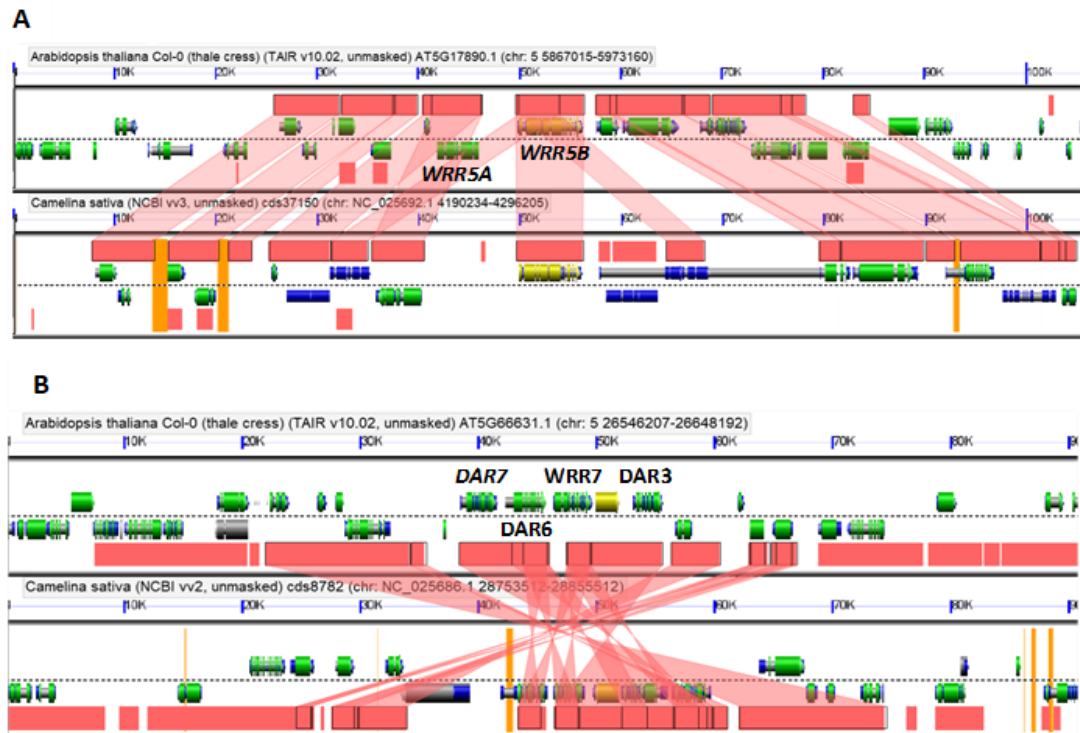 A
Arabidopsis thaliana Col-0 (thale cress) (TAIR v10.02, unmasked) AT5G17890.1 (chr: 5 5867015-5973160)
10K 20K 30K 40K 50K 60K 70K 80K 90K 100K
WRR5A WRR5B
Camelina sativa (NCBI vv3, unmasked) cds37150 (chr: NC_025692.1 4190234-4296205)
10K 20K 30K 40K 50K 60K 70K 80K 90K 100K
B
Arabidopsis thaliana Col-0 (thale cress) (TAIR v10.02, unmasked) AT5G66631.1 (chr: 5 26546207-26648192)
10K 20K 30K 40K 50K 60K 70K 80K 9
DAR7 WRR7 DAR3
DAR6
Camelina sativa (NCBI vv2, unmasked) cds8782 (chr: NC_025686.1 28753512-28855512)
10K 20K 30K 40K 50K 60K 70K 80K 9